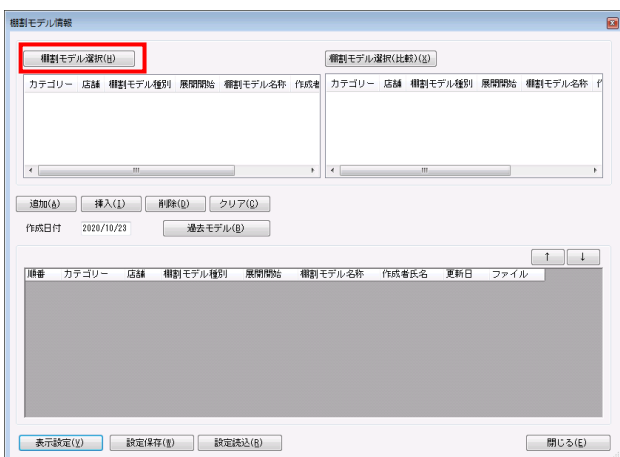 棚割モデル情報
棚割モデル選択(H) 棚割モデル選択(比較)(X)
カテゴリー 店舗 棚割モデル種別 展開開始 棚割モデル名称 作成者 カテゴリー 店舗 棚割モデル種別 展開開始 棚割モデル名称
追加(A) 挿入(I) 削除(D) クリア(C)
作成日付 2020/10/23 過去モデル(B)
↑ ↓
順番 カテゴリー 店舗 棚割モデル種別 展開開始 棚割モデル名称 作成者氏名 更新日 ファイル
表示設定(V) 設定保存(W) 設定読込(R) 閉じる(E)